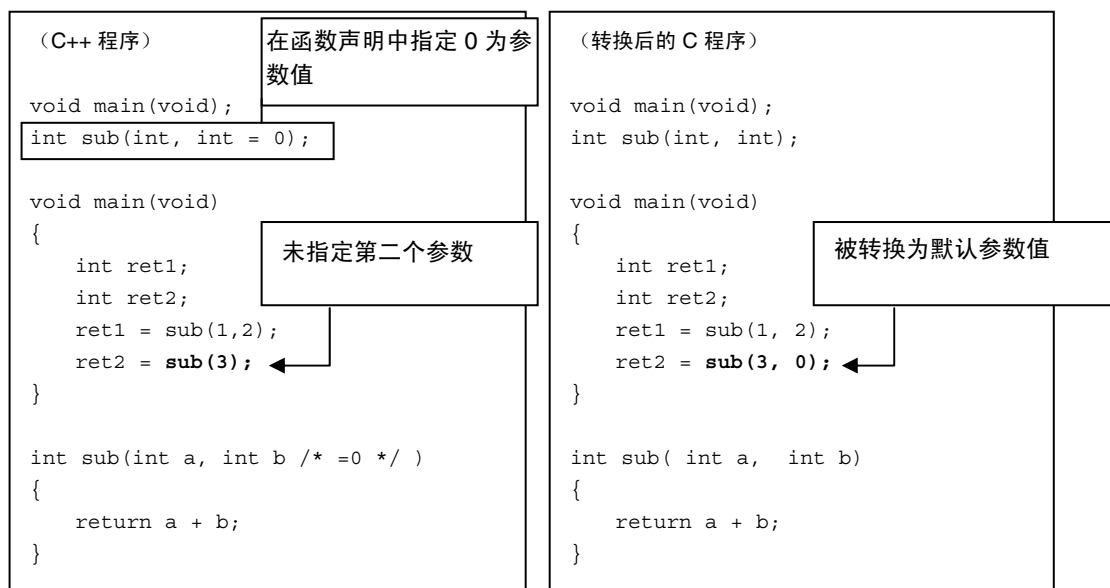 （C++ 程序）
在函数声明中指定 0 为参
数值
void main(void);
int sub(int, int = 0);
void main(void)
{
未指定第二个参数
int ret1;
int ret2;
ret1 = sub(1,2);
ret2 = sub(3);
}
int sub(int a, int b /* =0 */ )
{
return a + b;
}
（转换后的 C 程序）
void main(void);
int sub(int, int);
void main(void)
{
被转换为默认参数值
int ret1;
int ret2;
ret1 = sub(1, 2);
ret2 = sub(3, 0);
}
int sub( int a,  int b)
{
return a + b;
}